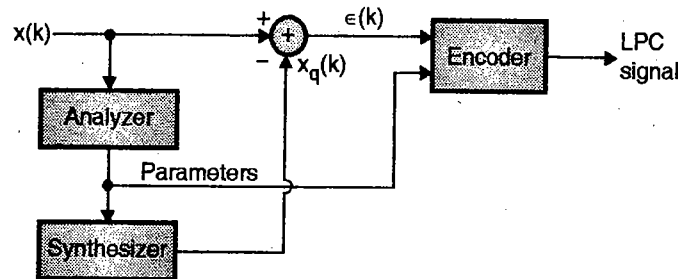 x(k)
+
+
−
∈(k)
x_q(k)
Encoder
LPC
signal
Analyzer
Parameters
Synthesizer